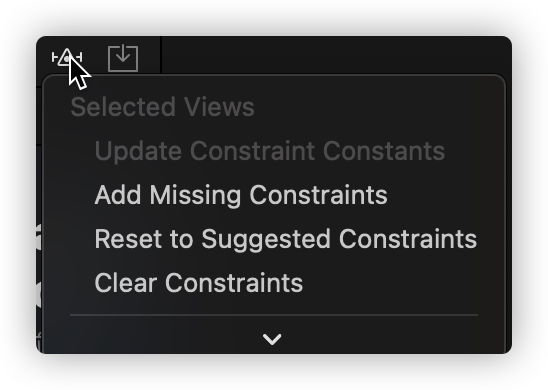 Selected Views
Update Constraint Constants
Add Missing Constraints
Reset to Suggested Constraints
Clear Constraints